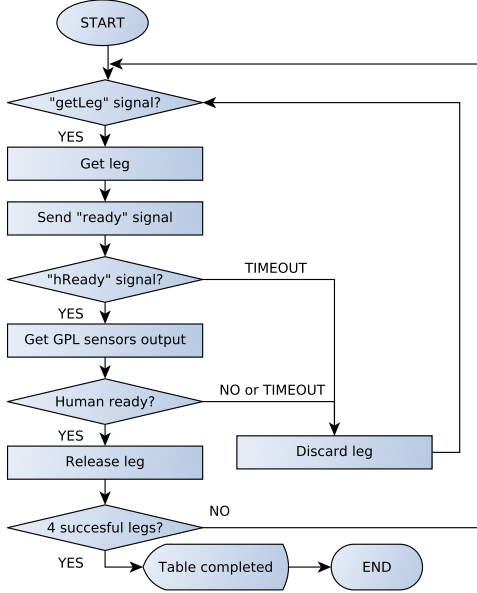 START
"getLeg" signal?
YES
Get leg
Send "ready" signal
"hReady" signal?
TIMEOUT
YES
Get GPL sensors output
Human ready?
NO or TIMEOUT
YES
Discard leg
Release leg
4 succesful legs?
NO
YES
Table completed
END